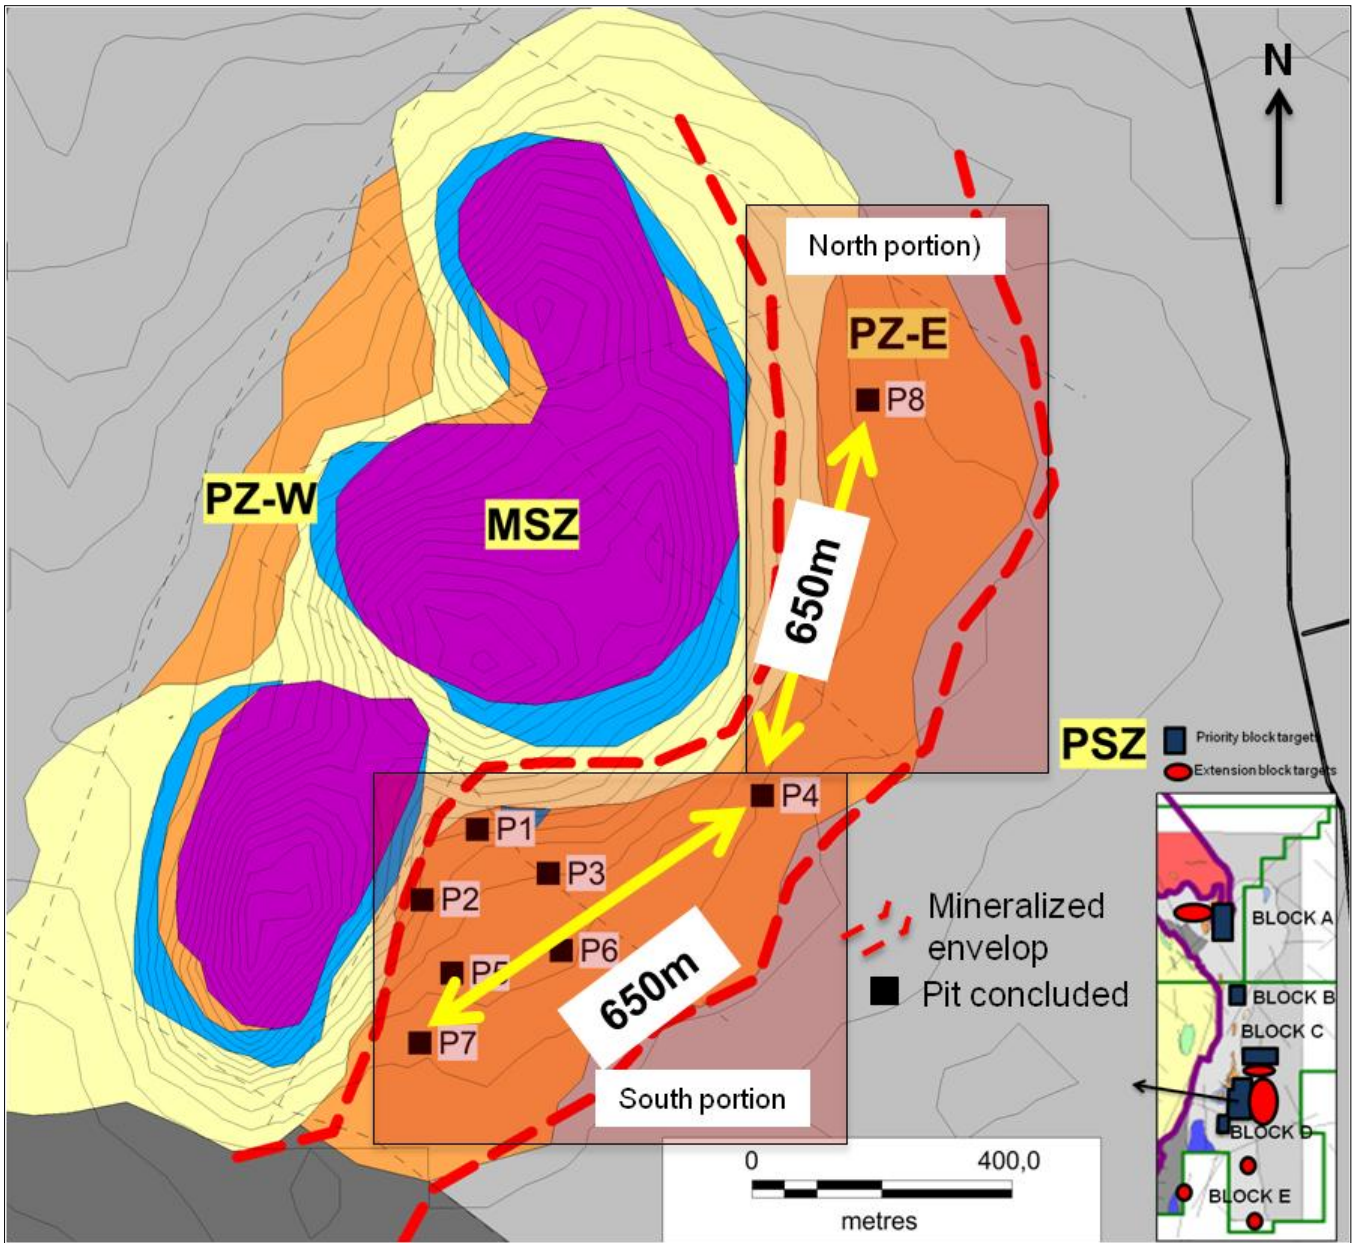 N
North portion)
PZ-E
P8
PZ-W
MSZ
650m
PSZ
Priority block targets
Extension block targets
P4
P1
P3
P2
P6
P5
P7
650m
Mineralized
envelop
Pit concluded
South portion
0 400,0
metres
BLOCK A
BLOCK B
BLOCK C
BLOCK D
BLOCK E